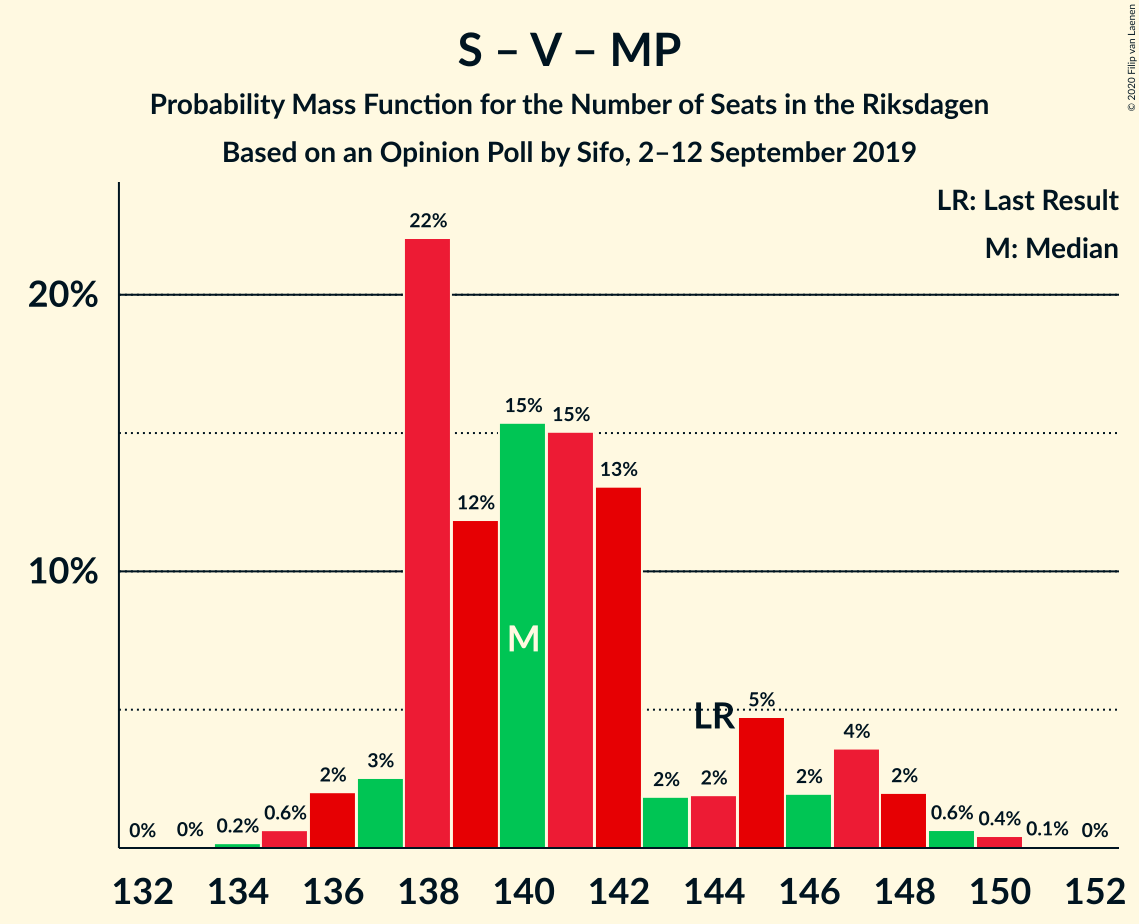 S – V – MP
Probability Mass Function for the Number of Seats in the Riksdagen
Based on an Opinion Poll by Sifo, 2–12 September 2019
© 2020 Filip van Laenen
LR: Last Result
M: Median
20%
10%
0% 0% 0.2% 0.6% 2% 3% 22% 12% 15% 15% 13% 2% 2% 5% 2% 4% 2% 0.6% 0.4% 0.1% 0%
M
LR
132 134 136 138 140 142 144 146 148 150 152